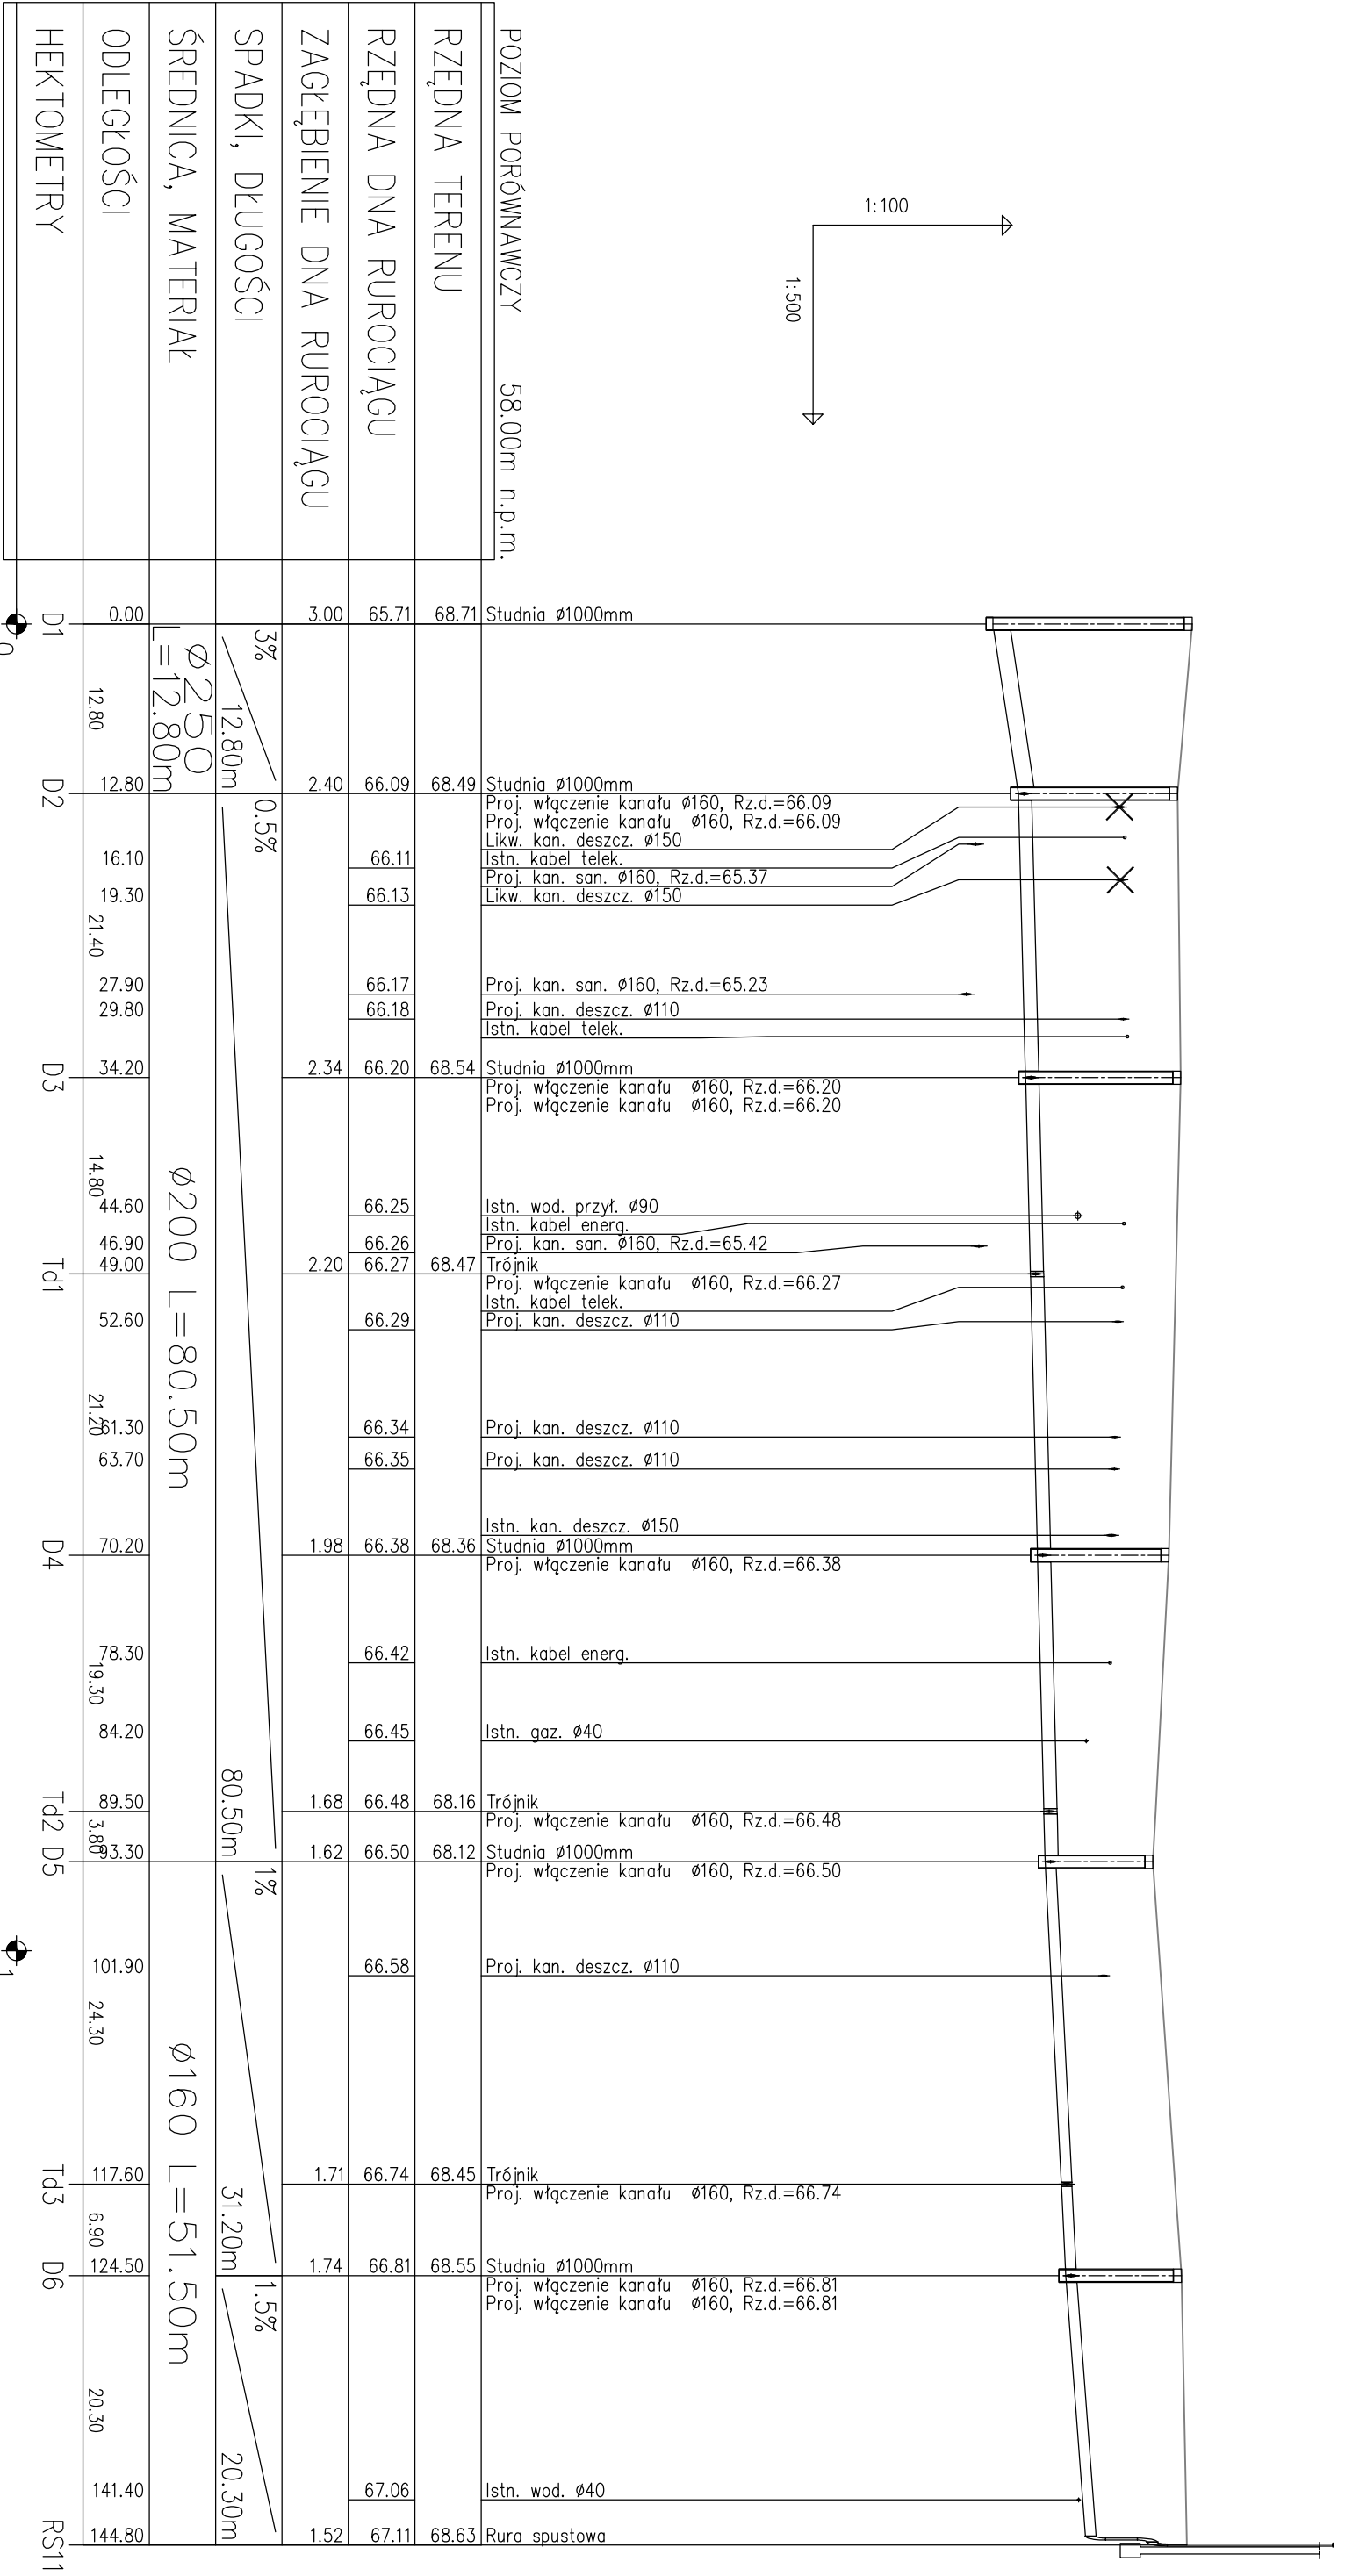 1:100
1:500
POZIOM PORÓWNAWCZY 58.00m n.p.m.
RZĘDNA TERENU
RZĘDNA DNA RUROCIĄGU
ZAGŁĘBIENIE DNA RUROCIĄGU
SPADKI, DŁUGOŚCI
ŚREDNICA, MATERIAŁ
ODLEGŁOŚCI
HEKTOMETRY
D1 0.00 3.00 65.71 68.71 Studnia ø1000mm
0
3%
12.80m
Ø250
L=12.80m
12.80
D2 12.80 2.40 66.09 68.49 Studnia ø1000mm
Proj. włączenie kanału ø160, Rz.d.=66.09
Proj. włączenie kanału ø160, Rz.d.=66.09
Likw. kan. deszcz. ø150
0.5%
16.10 66.11 Istn. kabel telek.
Proj. kan. san. ø160, Rz.d.=65.37
19.30 66.13 Likw. kan. deszcz. ø150
21.40
27.90 66.17 Proj. kan. san. ø160, Rz.d.=65.23
29.80 66.18 Proj. kan. deszcz. ø110
Istn. kabel telek.
D3 34.20 2.34 66.20 68.54 Studnia ø1000mm
Proj. włączenie kanału ø160, Rz.d.=66.20
Proj. włączenie kanału ø160, Rz.d.=66.20
14.80
44.60 66.25 Istn. wod. przył. ø90
Istn. kabel energ.
46.90 66.26 Proj. kan. san. ø160, Rz.d.=65.42
Td1 49.00 2.20 66.27 68.47 Trójnik
Proj. włączenie kanału ø160, Rz.d.=66.27
Istn. kabel telek.
52.60 66.29 Proj. kan. deszcz. ø110
Ø200 L=80.50m
21.20
61.30 66.34 Proj. kan. deszcz. ø110
63.70 66.35 Proj. kan. deszcz. ø110
Istn. kan. deszcz. ø150
D4 70.20 1.98 66.38 68.36 Studnia ø1000mm
Proj. włączenie kanału ø160, Rz.d.=66.38
78.30 66.42 Istn. kabel energ.
19.30
84.20 66.45 Istn. gaz. ø40
80.50m
Td2 89.50 1.68 66.48 68.16 Trójnik
Proj. włączenie kanału ø160, Rz.d.=66.48
3.80
D5 93.30 1.62 66.50 68.12 Studnia ø1000mm
Proj. włączenie kanału ø160, Rz.d.=66.50
1%
1
101.90 66.58 Proj. kan. deszcz. ø110
24.30
Ø160 L=51.50m
Td3 117.60 1.71 66.74 68.45 Trójnik
Proj. włączenie kanału ø160, Rz.d.=66.74
6.90
31.20m
D6 124.50 1.74 66.81 68.55 Studnia ø1000mm
Proj. włączenie kanału ø160, Rz.d.=66.81
Proj. włączenie kanału ø160, Rz.d.=66.81
1.5%
20.30
20.30m
141.40 67.06 Istn. wod. ø40
RS11 144.80 1.52 67.11 68.63 Rura spustowa